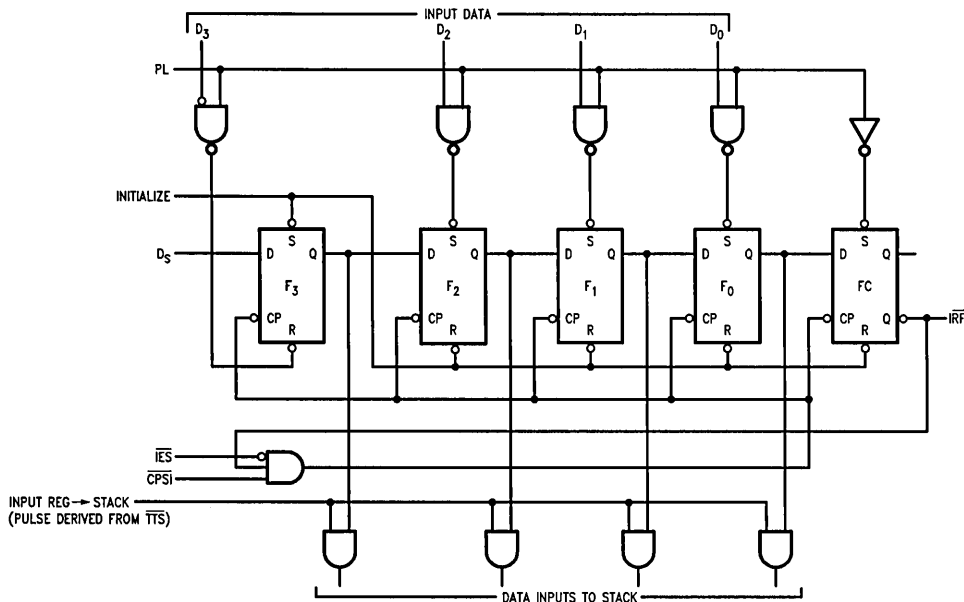 INPUT DATA
D3 D2 D1 D0
PL
INITIALIZE
S S S S S
DS D Q D Q D Q D Q D Q
F3 F2 F1 F0 FC
CP CP CP CP CP Q IRF
R R R R R
IES
CPSI
INPUT REG→STACK
(PULSE DERIVED FROM TTS)
DATA INPUTS TO STACK